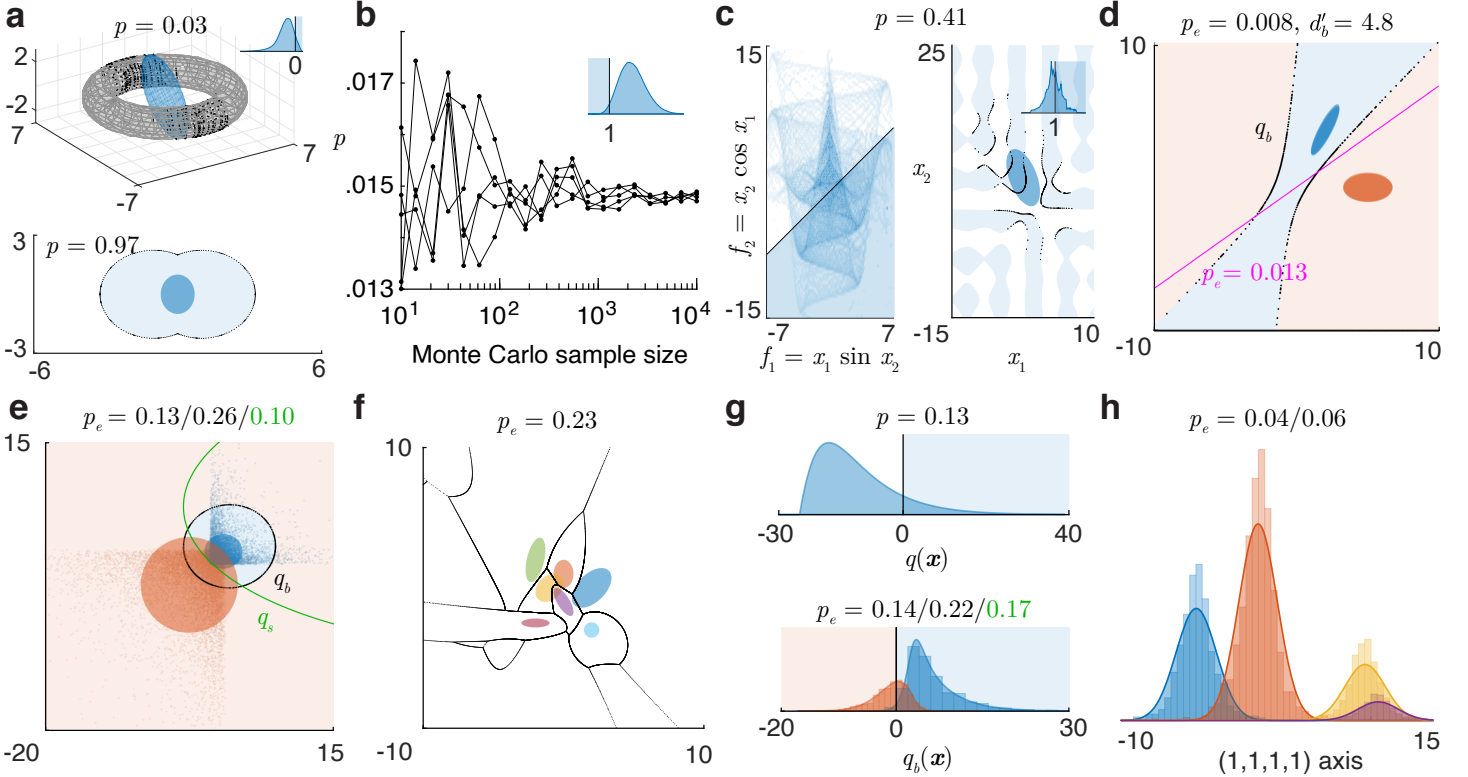 a
p = 0.03
2
-2
7
-7
7
0
p = 0.97
3
-3
-6
6
b
p
.017
.015
.013
10^1
10^2
10^3
10^4
Monte Carlo sample size
1
c
p = 0.41
15
-15
-7
7
f_2 = x_2 cos x_1
f_1 = x_1 sin x_2
25
x_2
-15
10
x_1
1
d
p_e = 0.008, d'_b = 4.8
10
q_b
p_e = 0.013
-10
10
e
p_e = 0.13/0.26/0.10
15
q_b
q_s
-20
15
f
p_e = 0.23
10
-10
10
g
p = 0.13
-30
0
40
q(x)
p_e = 0.14/0.22/0.17
-20
0
30
q_b(x)
h
p_e = 0.04/0.06
-10
15
(1,1,1,1) axis